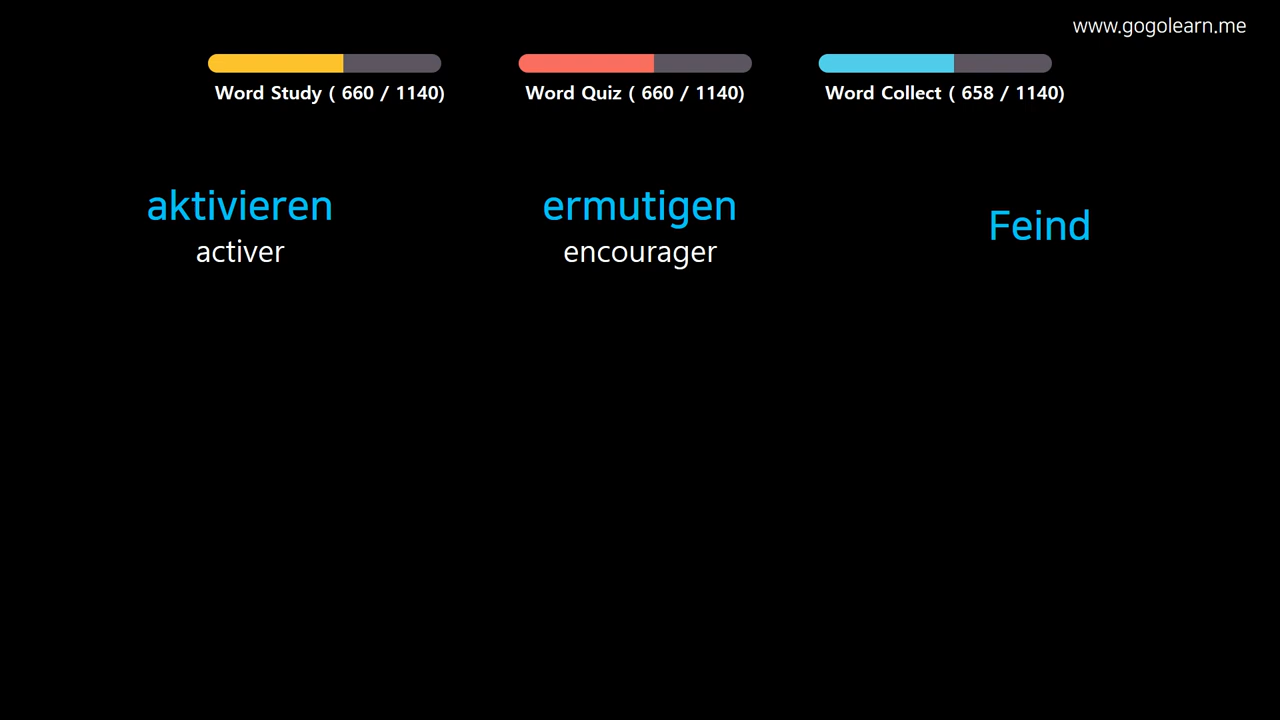 www.gogolearn.me
Word Study ( 660 / 1140)
Word Quiz ( 660 / 1140)
Word Collect ( 658 / 1140)
aktivieren
activer
ermutigen
encourager
Feind